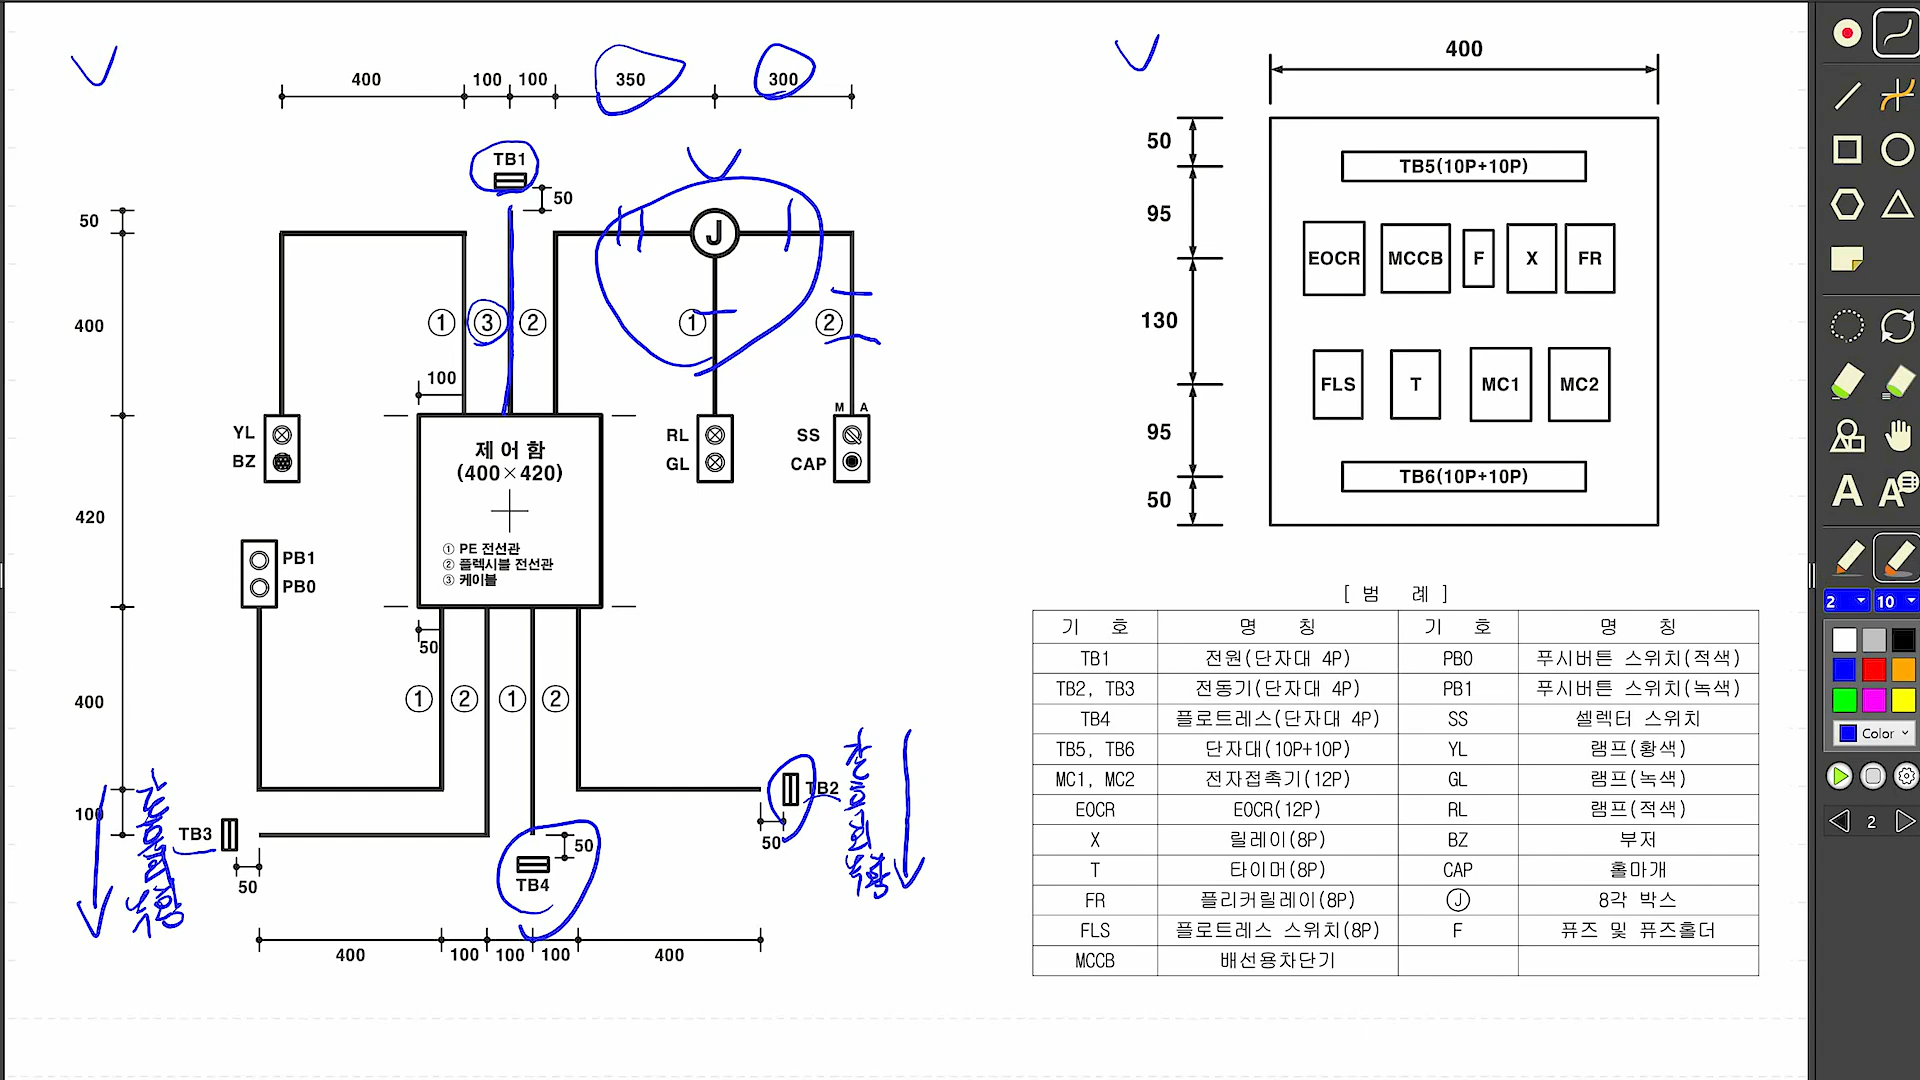 400 100 100 350 300
TB1
50
50
400
420
400
100
J
① ③ ② ① ②
100
M A
YL
BZ
RL
GL
SS
CAP
제어함
(400×420)
① PE 전선관
② 플렉시블 전선관
③ 케이블
PB1
PB0
50
① ② ① ②
TB3
50
TB4
50
TB2
50
400 100 100 100 400
400
50
95
130
95
50
TB5(10P+10P)
EOCR MCCB F X FR
FLS T MC1 MC2
TB6(10P+10P)
[ 범 례 ]
기 호 명 칭 기 호 명 칭
TB1 전원(단자대 4P) PB0 푸시버튼 스위치(적색)
TB2, TB3 전동기(단자대 4P) PB1 푸시버튼 스위치(녹색)
TB4 플로트레스(단자대 4P) SS 셀렉터 스위치
TB5, TB6 단자대(10P+10P) YL 램프(황색)
MC1, MC2 전자접촉기(12P) GL 램프(녹색)
EOCR EOCR(12P) RL 램프(적색)
X 릴레이(8P) BZ 부저
T 타이머(8P) CAP 홀마개
FR 플리커릴레이(8P) J 8각 박스
FLS 플로트레스 스위치(8P) F 퓨즈 및 퓨즈홀더
MCCB 배선용차단기
2 10
Color
2